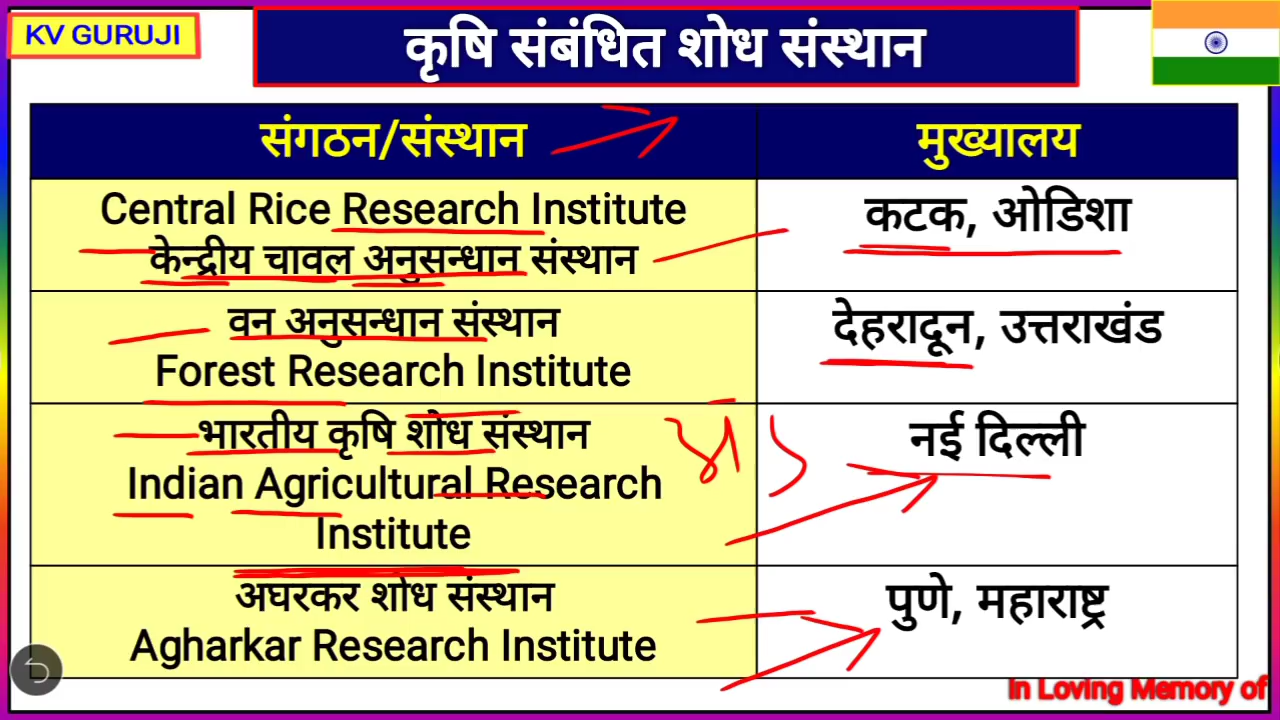 KV GURUJI
कृषि संबंधित शोध संस्थान
संगठन/संस्थान
मुख्यालय
Central Rice Research Institute
केन्द्रीय चावल अनुसन्धान संस्थान
कटक, ओडिशा
वन अनुसन्धान संस्थान
Forest Research Institute
देहरादून, उत्तराखंड
भारतीय कृषि शोध संस्थान
Indian Agricultural Research
Institute
नई दिल्ली
अघरकर शोध संस्थान
Agharkar Research Institute
पुणे, महाराष्ट्र
In Loving Memory of